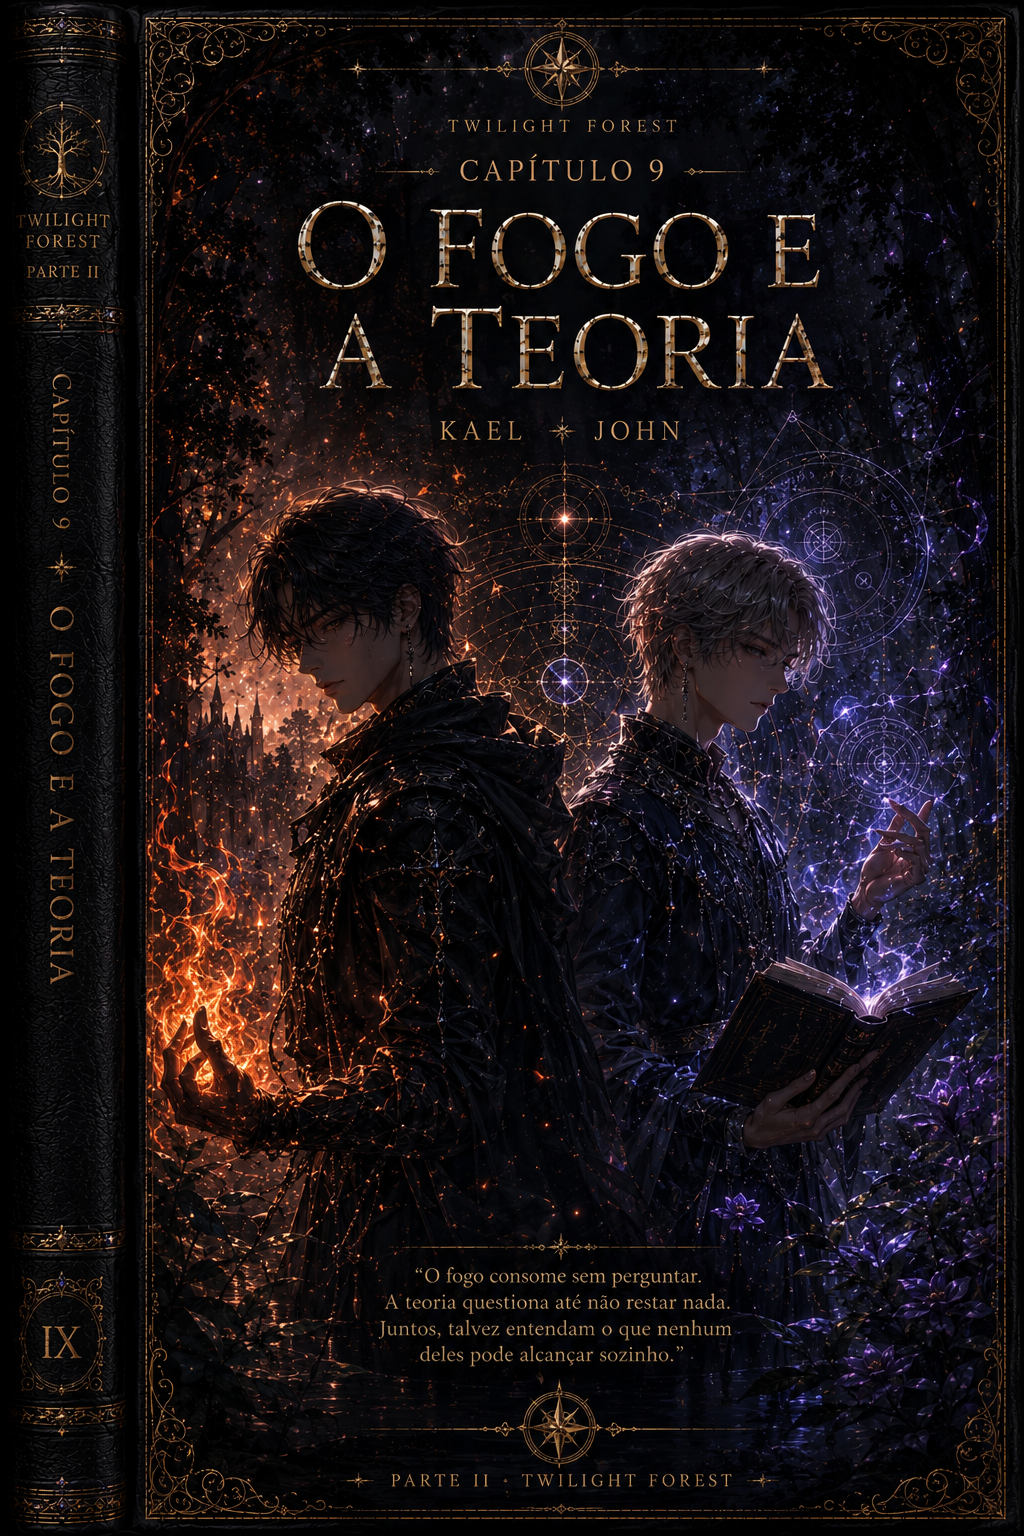 TWILIGHT
FOREST
PARTE II
CAPÍTULO 9 O FOGO E A TEORIA
IX
TWILIGHT FOREST
CAPÍTULO 9
O FOGO E
A TEORIA
KAEL JOHN
“O fogo consome sem perguntar.
A teoria questiona até não restar nada.
Juntos, talvez entendam o que nenhum
deles pode alcançar sozinho.”
PARTE II · TWILIGHT FOREST